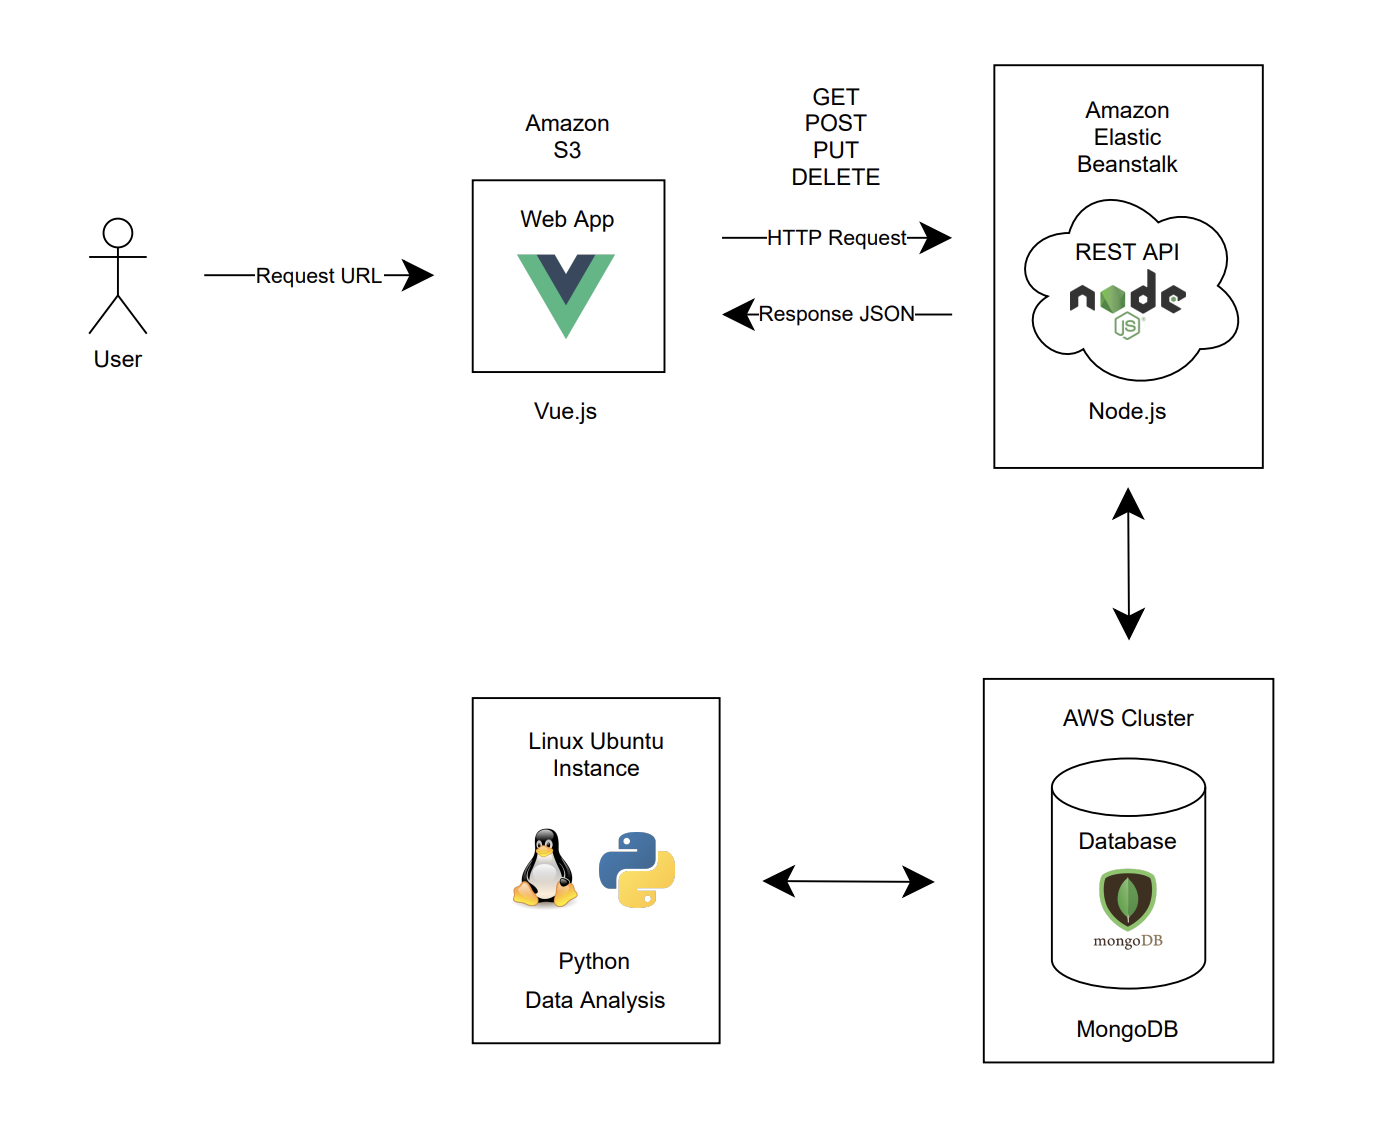 User
Request URL
Amazon
S3
Web App
Vue.js
GET
POST
PUT
DELETE
HTTP Request
Response JSON
Amazon
Elastic
Beanstalk
REST API
node
JS
Node.js
Linux Ubuntu
Instance
Python
Data Analysis
AWS Cluster
Database
mongoDB
MongoDB